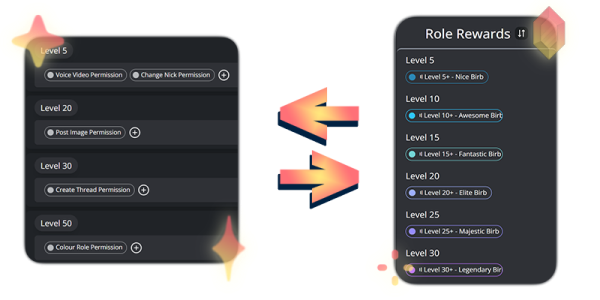 Level 5
Voice Video Permission
Change Nick Permission
Level 20
Post Image Permission
Level 30
Create Thread Permission
Level 50
Colour Role Permission
Role Rewards
Level 5
Level 5+ - Nice Birb
Level 10
Level 10+ - Awesome Birb
Level 15
Level 15+ - Fantastic Birb
Level 20
Level 20+ - Elite Birb
Level 25
Level 25+ - Majestic Birb
Level 30
Level 30+ - Legendary Bir